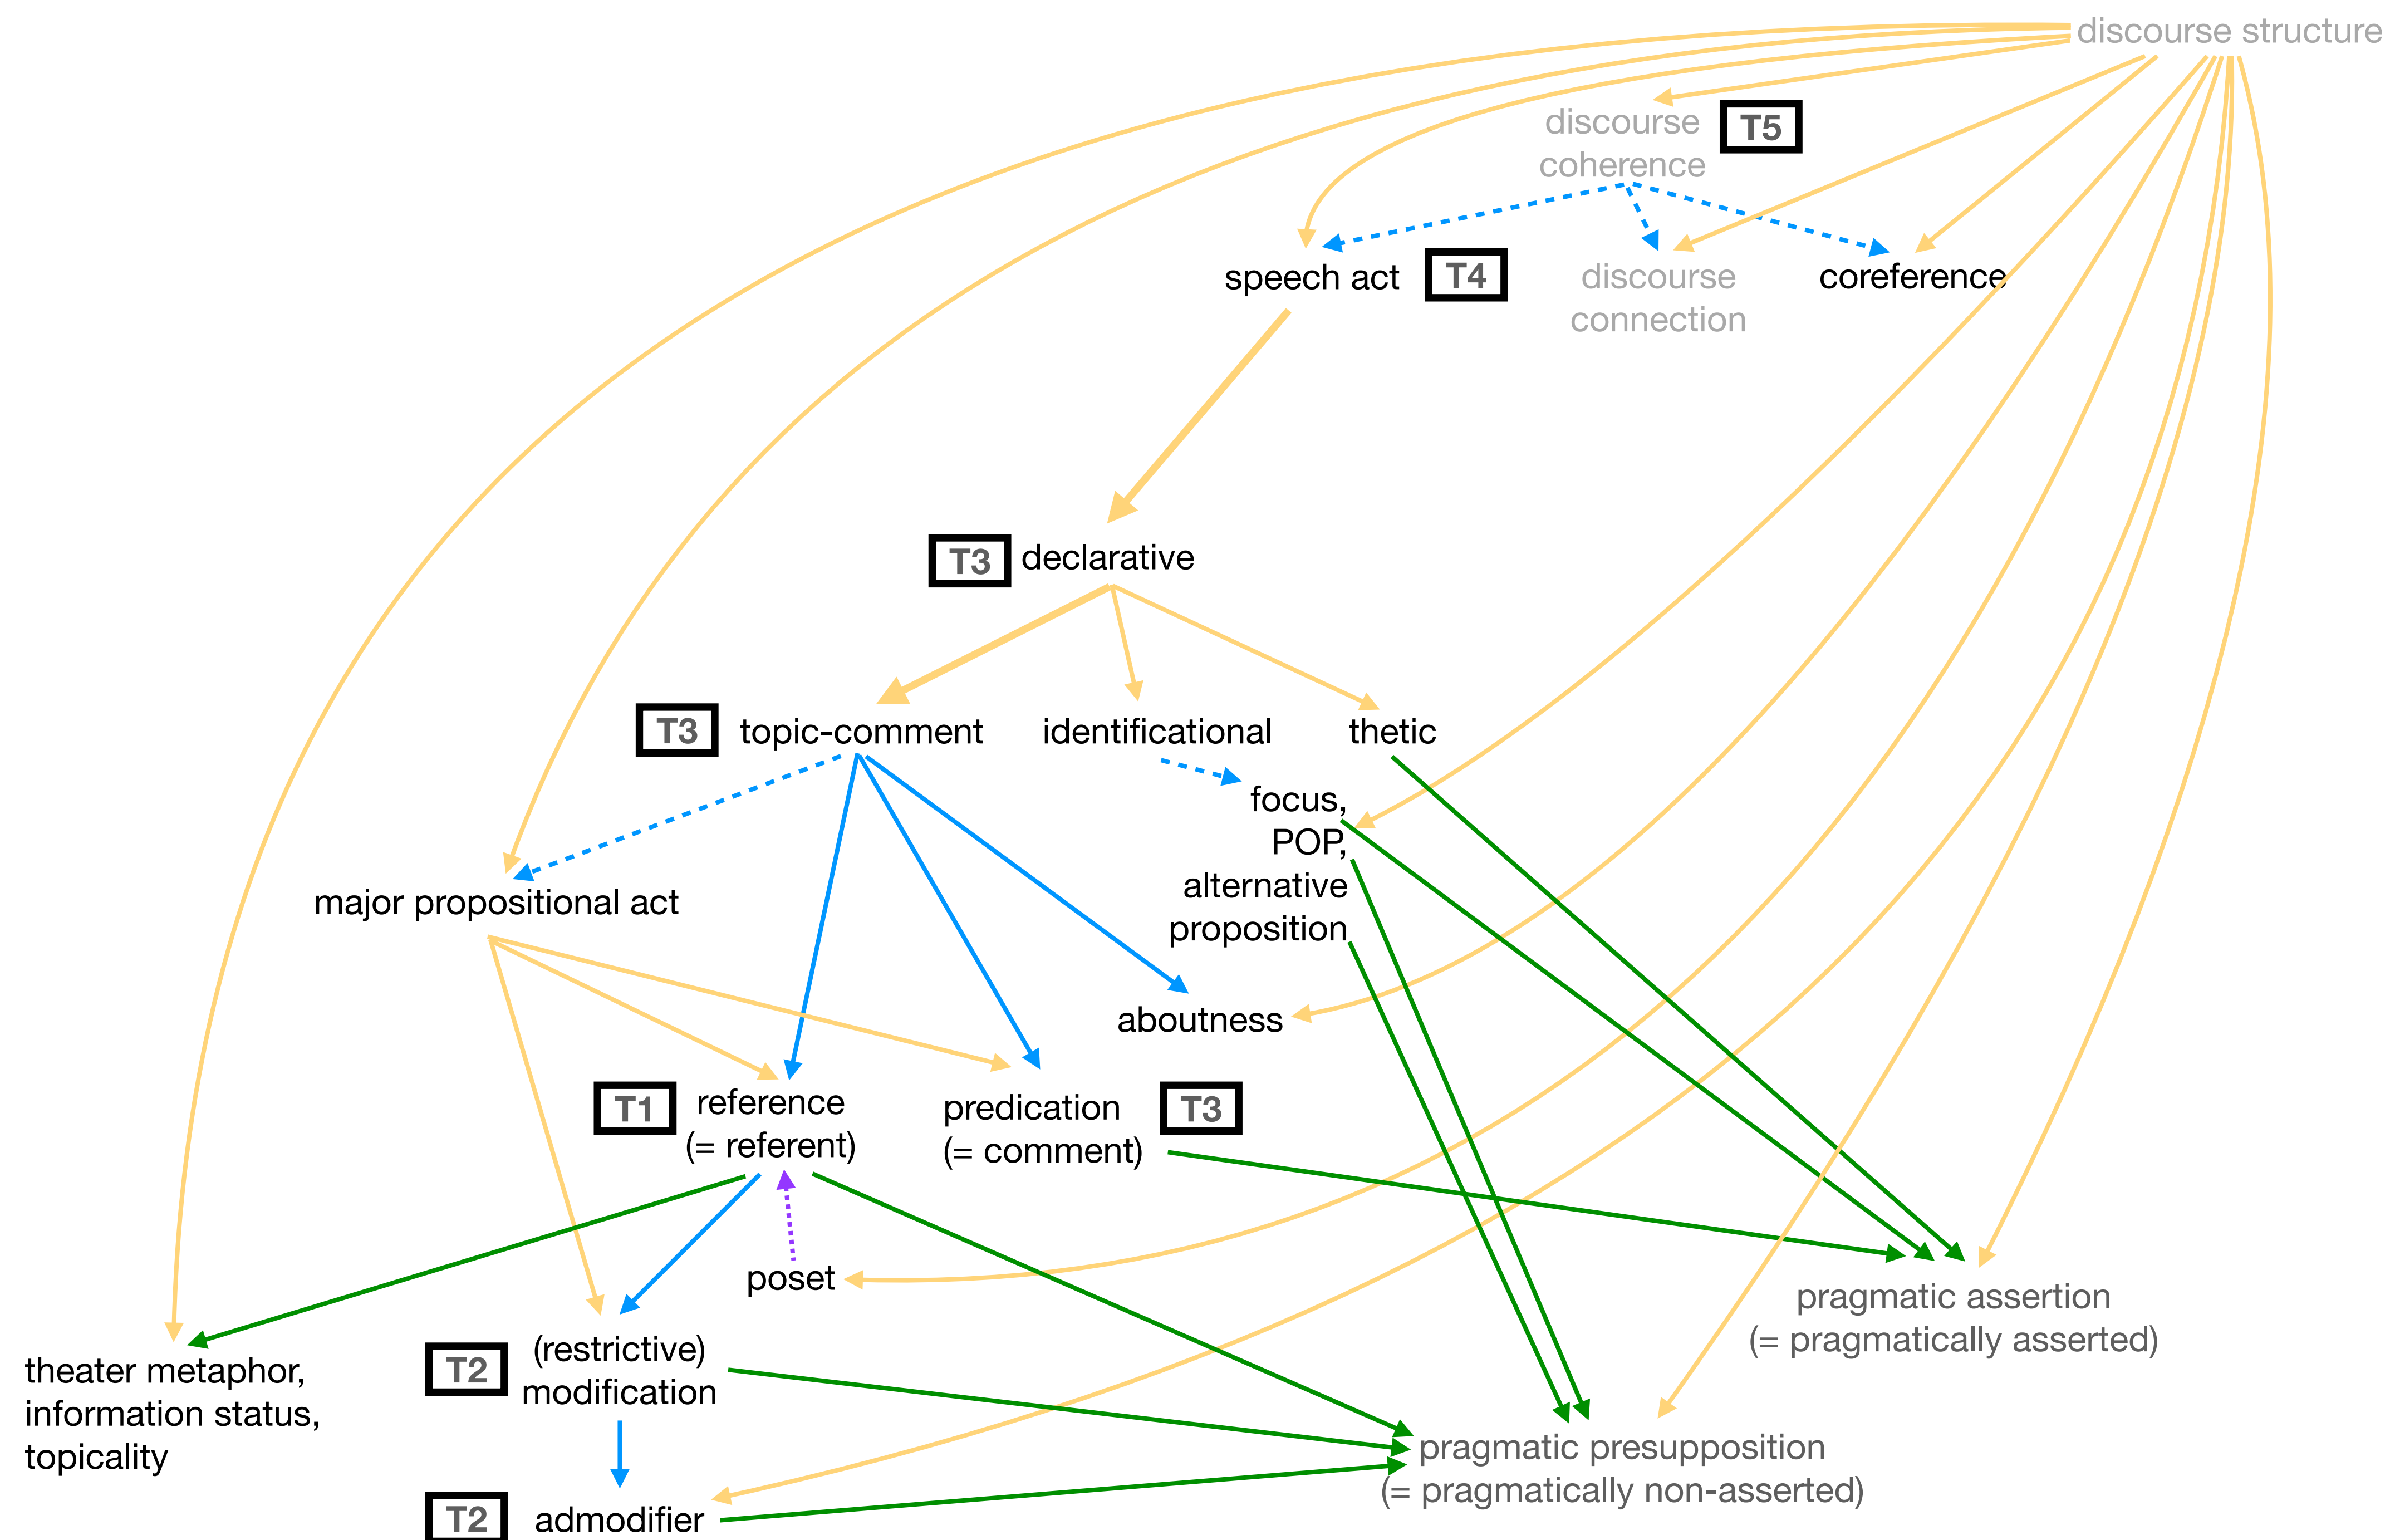 discourse structure
discourse
coherence
T5
speech act
T4
discourse
connection
coreference
T3
declarative
T3
topic-comment
identificational
thetic
focus,
POP,
alternative
proposition
major propositional act
aboutness
T1
reference
(= referent)
predication
(= comment)
T3
poset
pragmatic assertion
(= pragmatically asserted)
theater metaphor,
information status,
topicality
T2
(restrictive)
modification
pragmatic presupposition
(= pragmatically non-asserted)
T2
admodifier